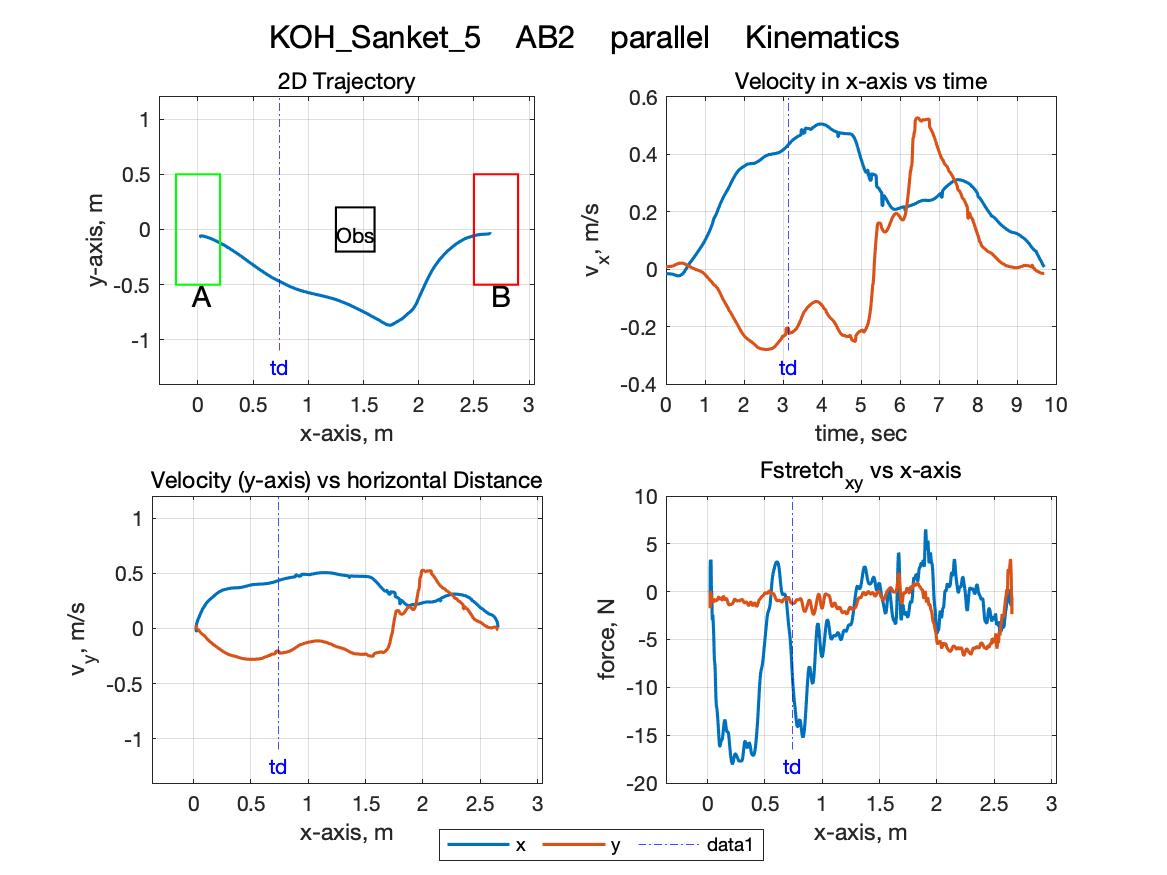 KOH_Sanket_5 AB2 parallel Kinematics
2D Trajectory
1
0.5
0
-0.5
-1
y-axis, m
A
Obs
B
td
0 0.5 1 1.5 2 2.5 3
x-axis, m
Velocity in x-axis vs time
0.6
0.4
0.2
0
-0.2
-0.4
vx, m/s
td
0 1 2 3 4 5 6 7 8 9 10
time, sec
Velocity (y-axis) vs horizontal Distance
1
0.5
0
-0.5
-1
vy, m/s
td
0 0.5 1 1.5 2 2.5 3
x-axis, m
Fstretchxy vs x-axis
10
5
0
-5
-10
-15
-20
force, N
td
0 0.5 1 1.5 2 2.5 3
x-axis, m
x y data1